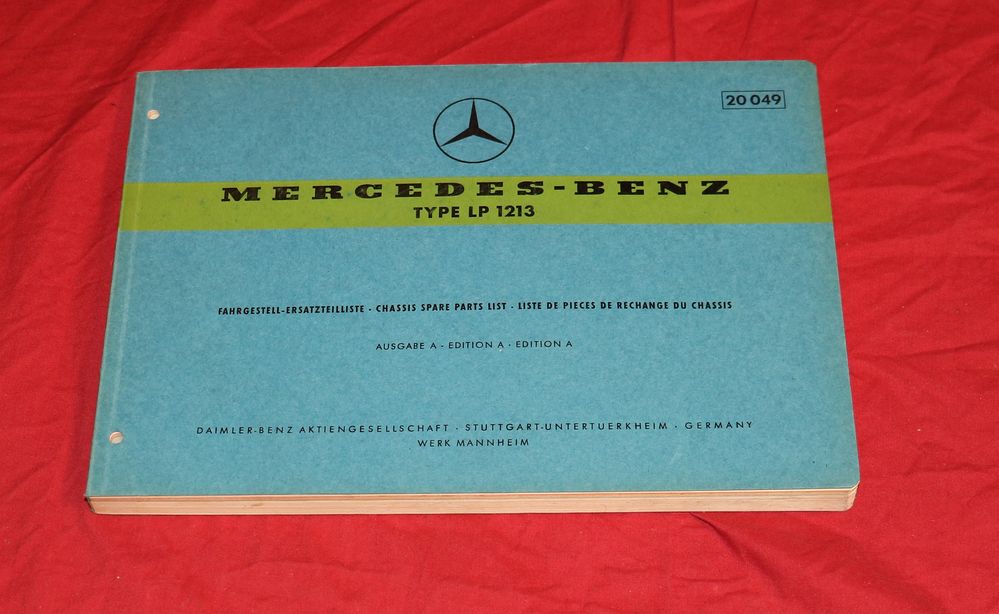 20 049
MERCEDES-BENZ
TYPE LP 1213
FAHRGESTELL-ERSATZTEILLISTE · CHASSIS SPARE PARTS LIST · LISTE DE PIECES DE RECHANGE DU CHASSIS
AUSGABE A - EDITION A · EDITION A
DAIMLER-BENZ AKTIENGESELLSCHAFT · STUTTGART-UNTERTUERKHEIM · GERMANY
WERK MANNHEIM